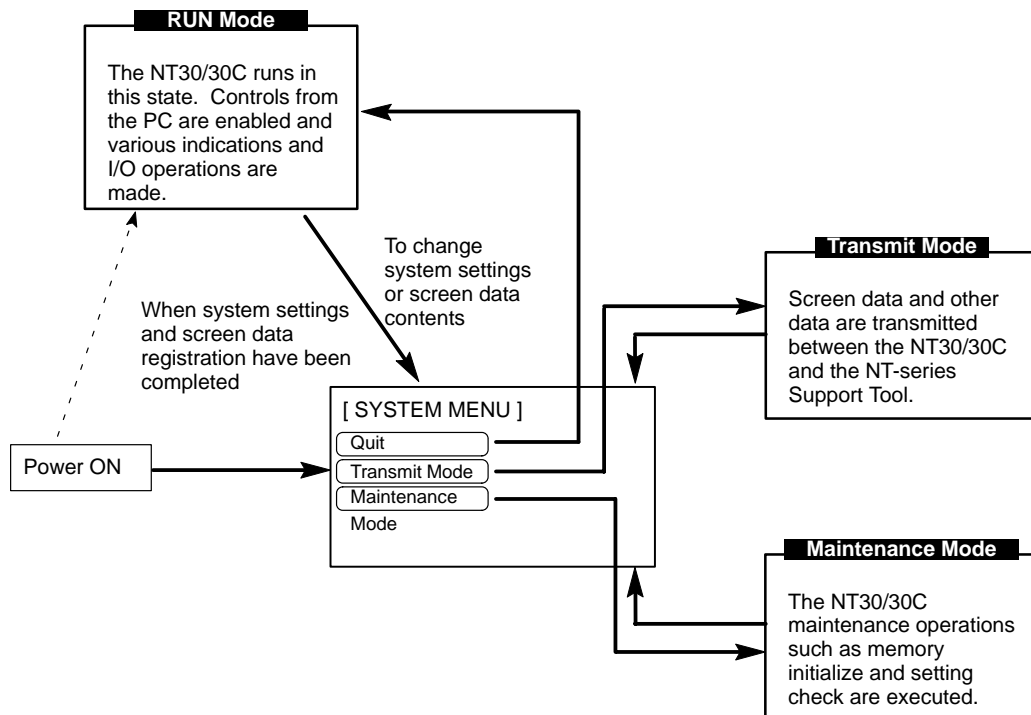 RUN Mode
The NT30/30C runs in
this state. Controls from
the PC are enabled and
various indications and
I/O operations are
made.
To change
system settings
or screen data
contents
When system settings
and screen data
registration have been
completed
Transmit Mode
Screen data and other
data are transmitted
between the NT30/30C
and the NT-series
Support Tool.
Power ON
[ SYSTEM MENU ]
Quit
Transmit Mode
Maintenance
Mode
Maintenance Mode
The NT30/30C
maintenance operations
such as memory
initialize and setting
check are executed.